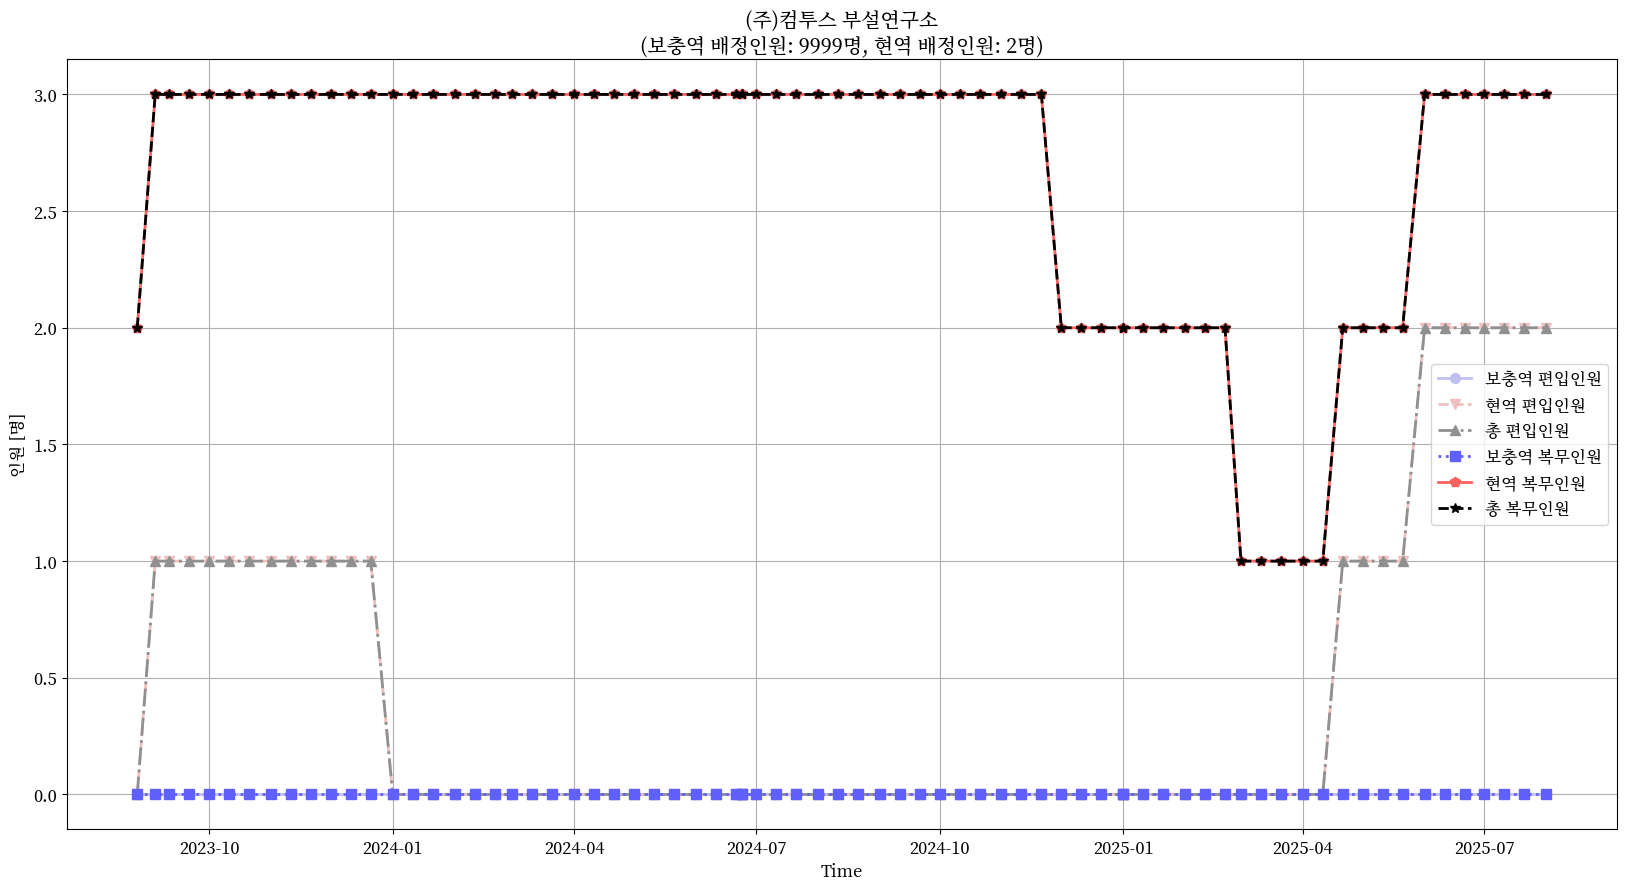 (주)컴투스 부설연구소
(보충역 배정인원: 9999명, 현역 배정인원: 2명)
3.0
2.5
2.0
1.5
1.0
0.5
0.0
인원 [명]
보충역 편입인원
현역 편입인원
총 편입인원
보충역 복무인원
현역 복무인원
총 복무인원
2023-10
2024-01
2024-04
2024-07
2024-10
2025-01
2025-04
2025-07
Time